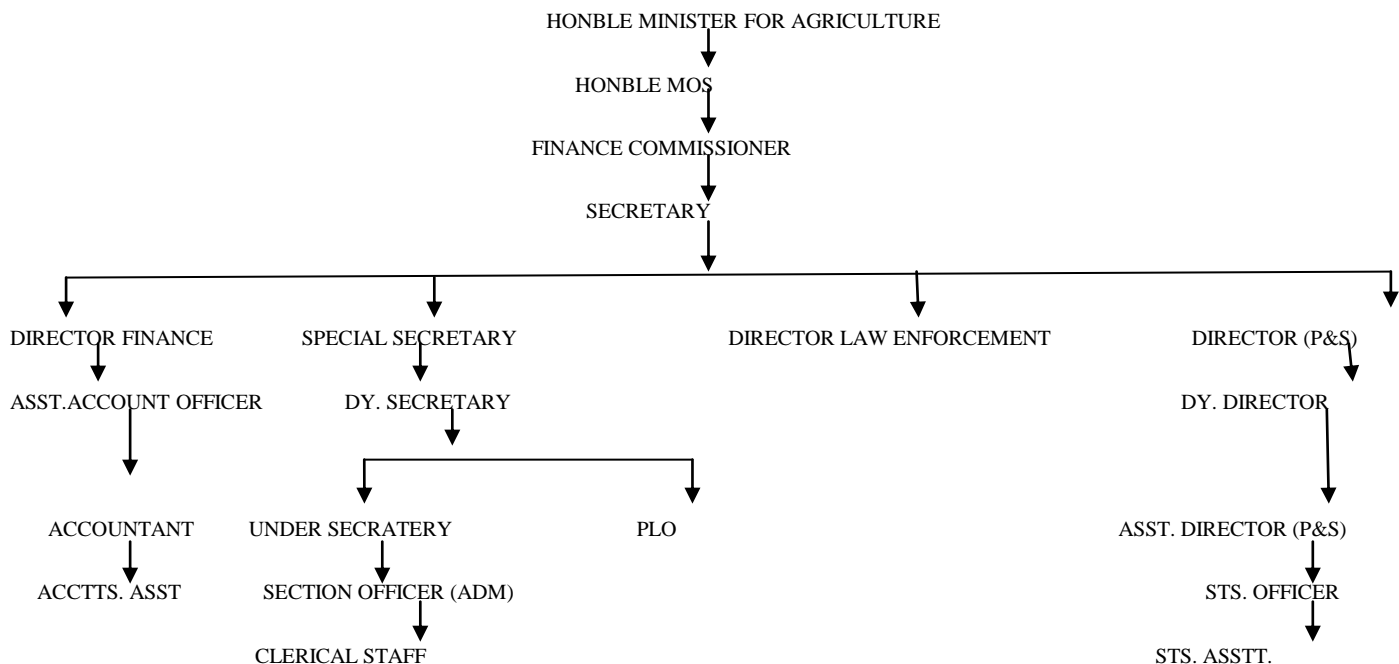 HONBLE MINISTER FOR AGRICULTURE
HONBLE MOS
FINANCE COMMISSIONER
SECRETARY
DIRECTOR FINANCE SPECIAL SECRETARY DIRECTOR LAW ENFORCEMENT DIRECTOR (P&S)
ASST.ACCOUNT OFFICER DY. SECRETARY DY. DIRECTOR
ACCOUNTANT UNDER SECRATERY PLO ASST. DIRECTOR (P&S)
ACCTTS. ASST SECTION OFFICER (ADM) STS. OFFICER
CLERICAL STAFF STS. ASSTT.